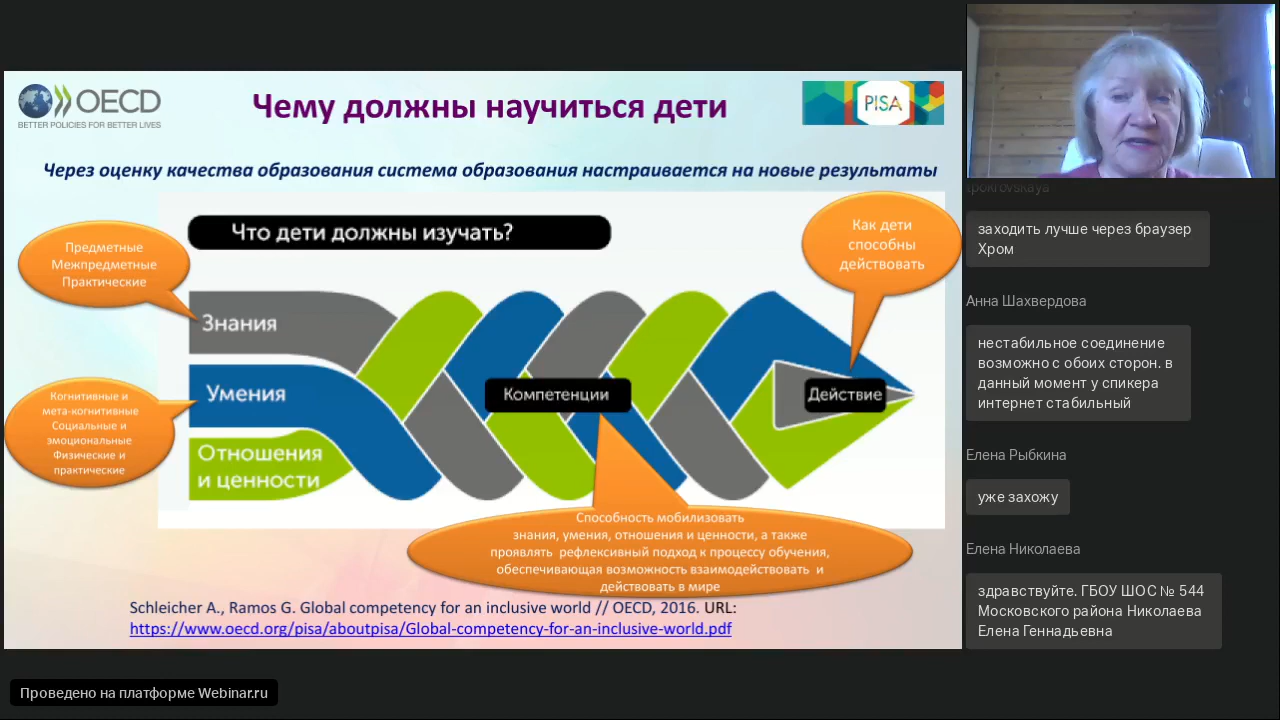 OECD
BETTER POLICIES FOR BETTER LIVES
Чему должны научиться дети
PISA
Через оценку качества образования система образования настраивается на новые результаты
Что дети должны изучать?
Предметные
Межпредметные
Практические
Как дети
способны
действовать
Знания
Умения
Отношения
и ценности
Когнитивные и
мета-когнитивные
Социальные и
эмоциональные
Физические и
практические
Компетенции
Действие
Способность мобилизовать
знания, умения, отношения и ценности, а также
проявлять рефлексивный подход к процессу обучения,
обеспечивающая возможность взаимодействовать и
действовать в мире
Schleicher A., Ramos G. Global competency for an inclusive world // OECD, 2016. URL:
https://www.oecd.org/pisa/aboutpisa/Global-competency-for-an-inclusive-world.pdf
Проведено на платформе Webinar.ru
заходить лучше через браузер
Хром
Анна Шахвердова
нестабильное соединение
возможно с обоих сторон. в
данный момент у спикера
интернет стабильный
Елена Рыбкина
уже захожу
Елена Николаева
здравствуйте. ГБОУ ШОС № 544
Московского района Николаева
Елена Геннадьевна